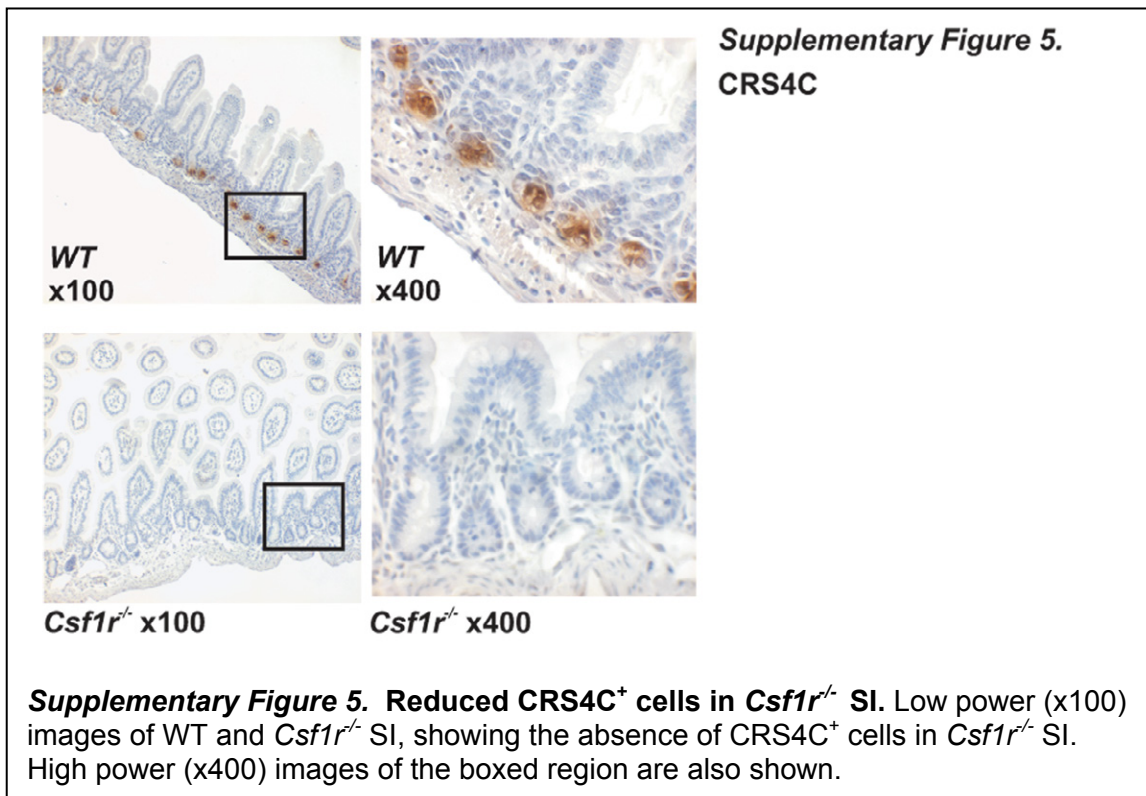 Supplementary Figure 5.
CRS4C
WT
x100
WT
x400
Csf1r-/- x100
Csf1r-/- x400
Supplementary Figure 5. Reduced CRS4C+ cells in Csf1r-/- SI. Low power (x100)
images of WT and Csf1r-/- SI, showing the absence of CRS4C+ cells in Csf1r-/- SI.
High power (x400) images of the boxed region are also shown.